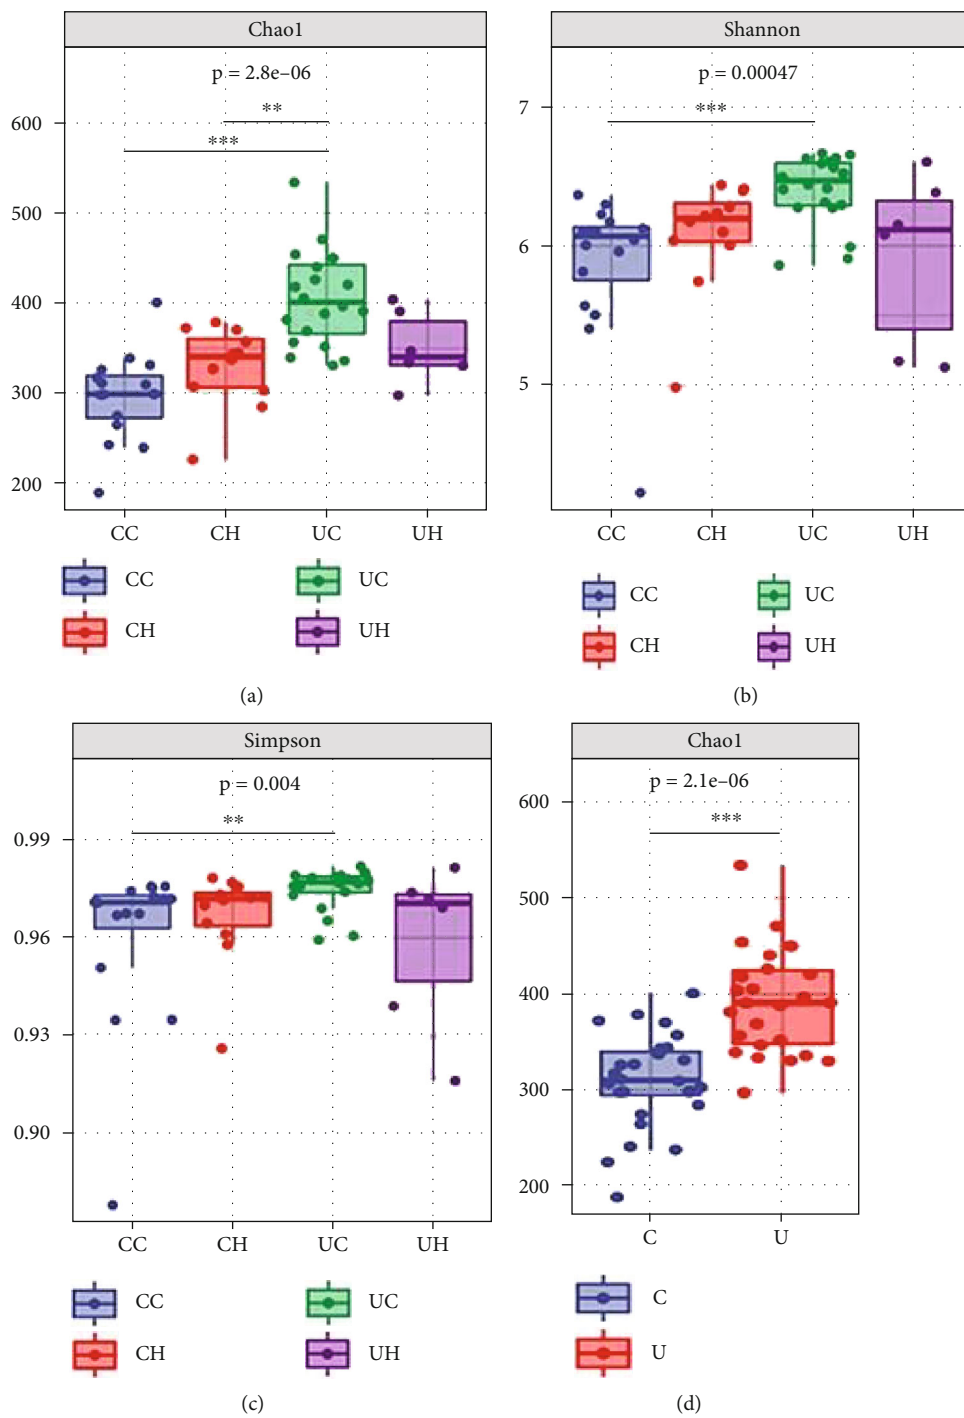 Chao1
p = 2.8e–06
**
***
600
500
400
300
200
CC CH UC UH
CC UC
CH UH
(a)
Shannon
p = 0.00047
***
7
6
5
CC CH UC UH
CC UC
CH UH
(b)
Simpson
p = 0.004
**
0.99
0.96
0.93
0.90
CC CH UC UH
CC UC
CH UH
(c)
Chao1
p = 2.1e–06
***
600
500
400
300
200
C U
C
U
(d)